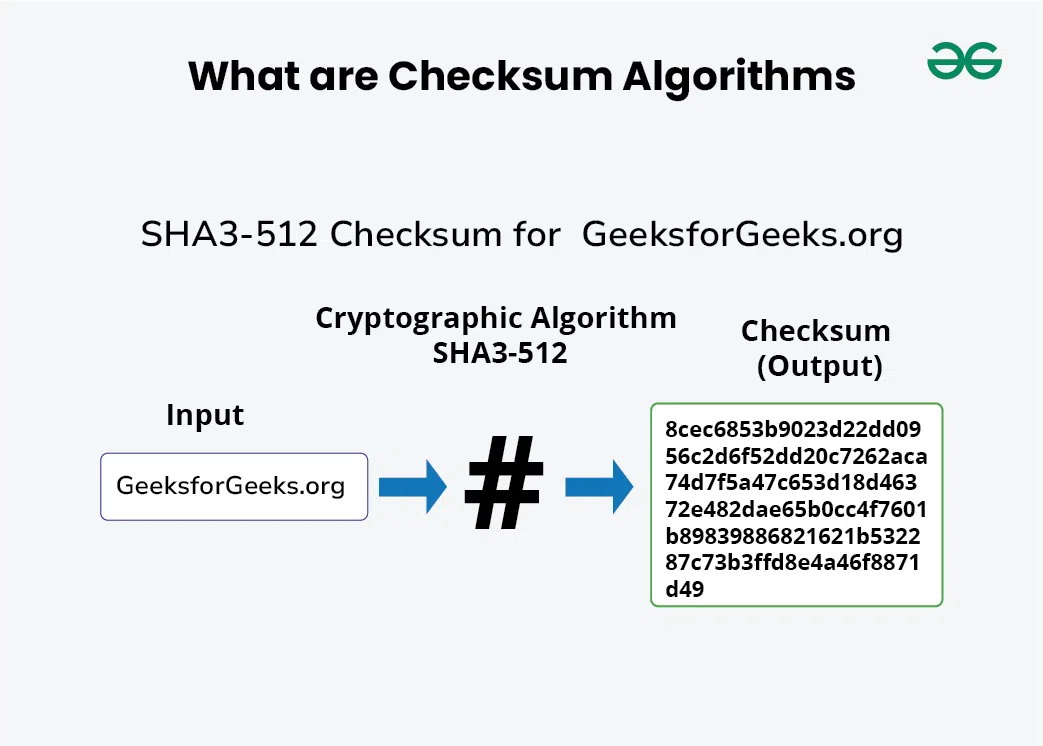 What are Checksum Algorithms
SHA3-512 Checksum for GeeksforGeeks.org
Cryptographic Algorithm
SHA3-512
Checksum
(Output)
Input
GeeksforGeeks.org
#
8cec6853b9023d22dd09
56c2d6f52dd20c7262aca
74d7f5a47c653d18d463
72e482dae65b0cc4f7601
b89839886821621b5322
87c73b3ffd8e4a46f8871
d49